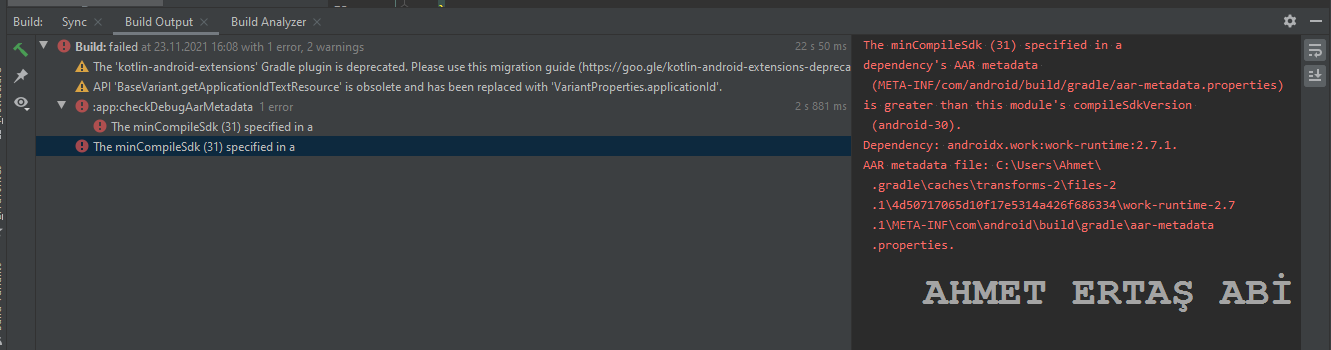 Build:
Sync
Build Output
Build Analyzer
Build: failed at 23.11.2021 16:08 with 1 error, 2 warnings
22 s 50 ms
The 'kotlin-android-extensions' Gradle plugin is deprecated. Please use this migration guide (https://goo.gle/kotlin-android-extensions-depreca
API 'BaseVariant.getApplicationIdTextResource' is obsolete and has been replaced with 'VariantProperties.applicationId'.
:app:checkDebugAarMetadata 1 error
2 s 881 ms
The minCompileSdk (31) specified in a
The minCompileSdk (31) specified in a
The minCompileSdk (31) specified in a
dependency's AAR metadata
(META-INF/com/android/build/gradle/aar-metadata.properties)
is greater than this module's compileSdkVersion
(android-30).
Dependency: androidx.work:work-runtime:2.7.1.
AAR metadata file: C:\Users\Ahmet\
.gradle\caches\transforms-2\files-2
.1\4d50717065d10f17e5314a426f686334\work-runtime-2.7
.1\META-INF\com\android\build\gradle\aar-metadata
.properties.
AHMET ERTAŞ ABİ